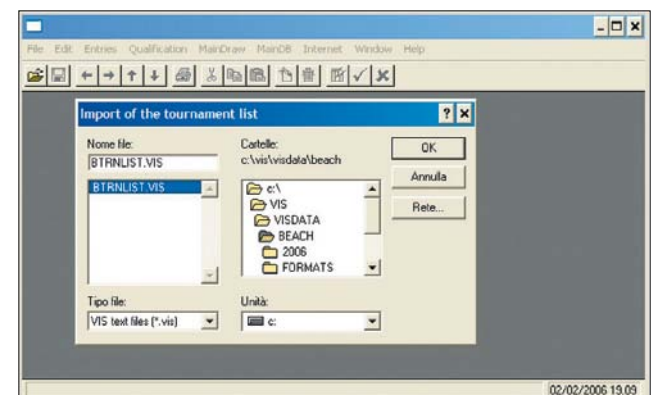 File Edit Entries Qualification MainDraw MainDB Internet Window Help
Import of the tournament list
Nome file:
BTRNLIST.VIS
BTRNLIST.VIS
Cartelle:
c:\vis\visdata\beach
c:\
VIS
VISDATA
BEACH
2006
FORMATS
OK
Annulla
Rete...
Tipo file:
VIS text files (*.vis)
Unità:
c:
02/02/2006 19.09